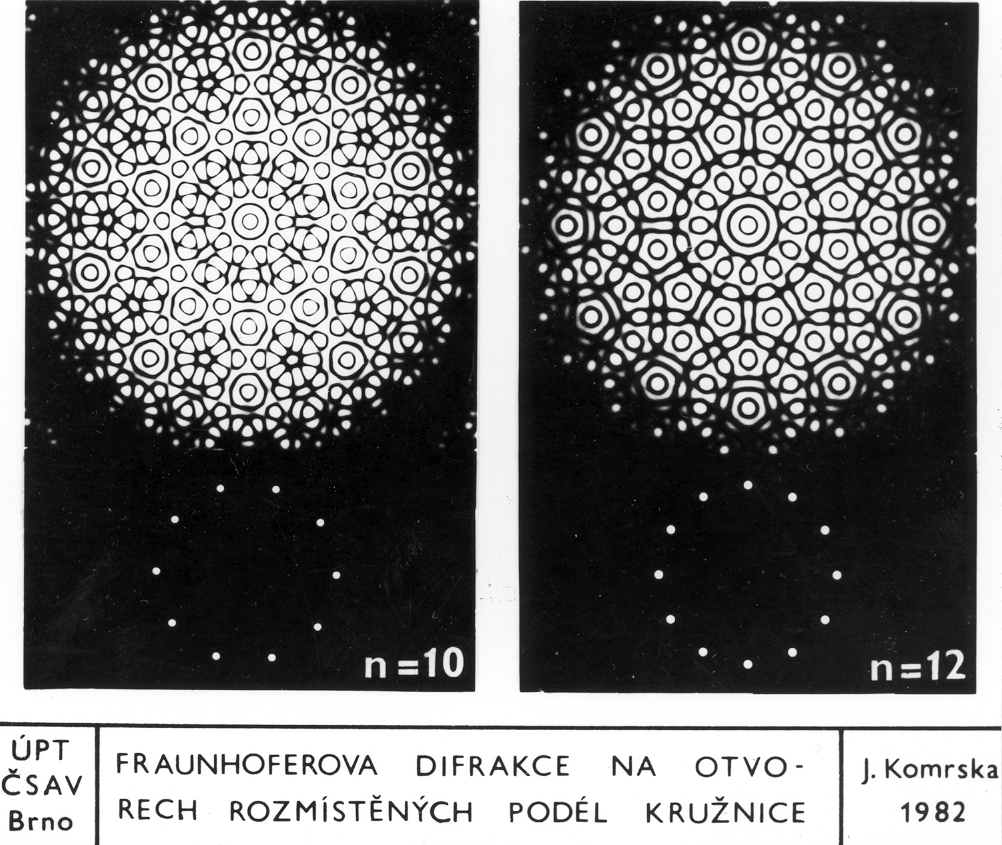 n=10
n=12
ÚPT
ČSAV
Brno
FRAUNHOFEROVA DIFRAKCE NA OTVO-
RECH ROZMÍSTĚNÝCH PODÉL KRUŽNICE
J. Komrska
1982